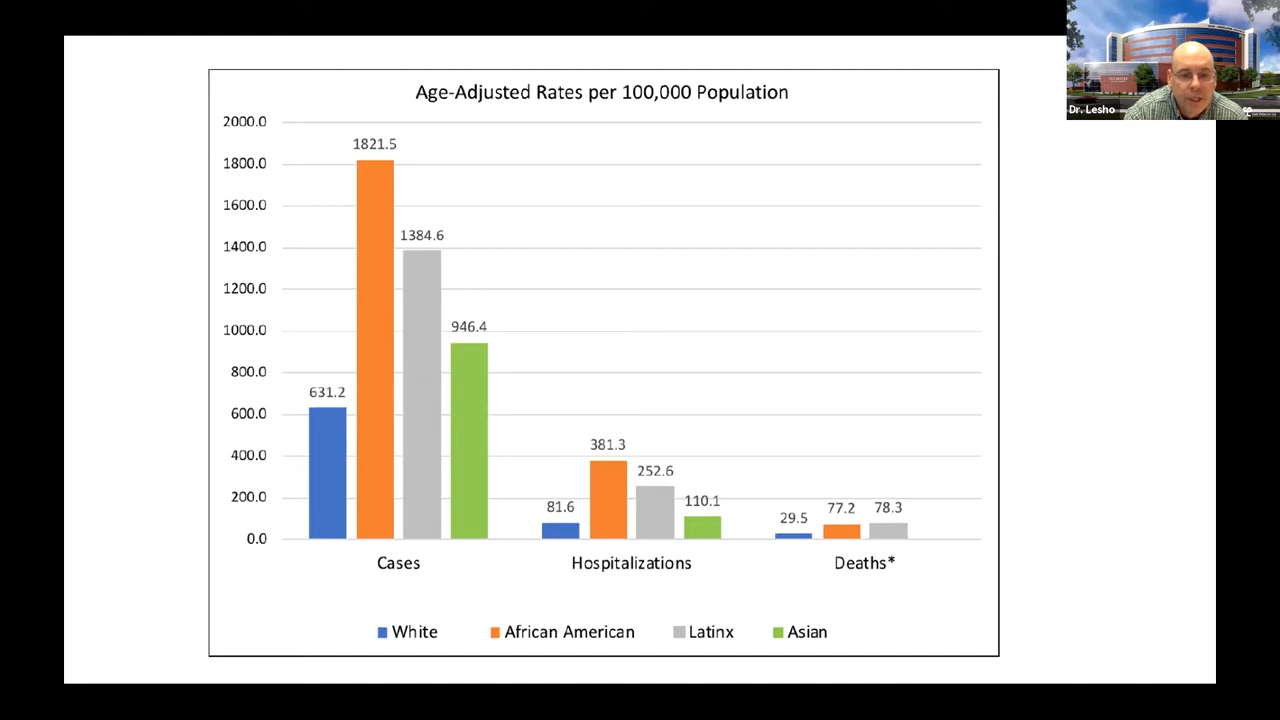 Age-Adjusted Rates per 100,000 Population
2000.0
1800.0
1600.0
1400.0
1200.0
1000.0
800.0
600.0
400.0
200.0
0.0
631.2
1821.5
1384.6
946.4
81.6
381.3
252.6
110.1
29.5
77.2
78.3
Cases
Hospitalizations
Deaths*
White
African American
Latinx
Asian
Dr. Lesho